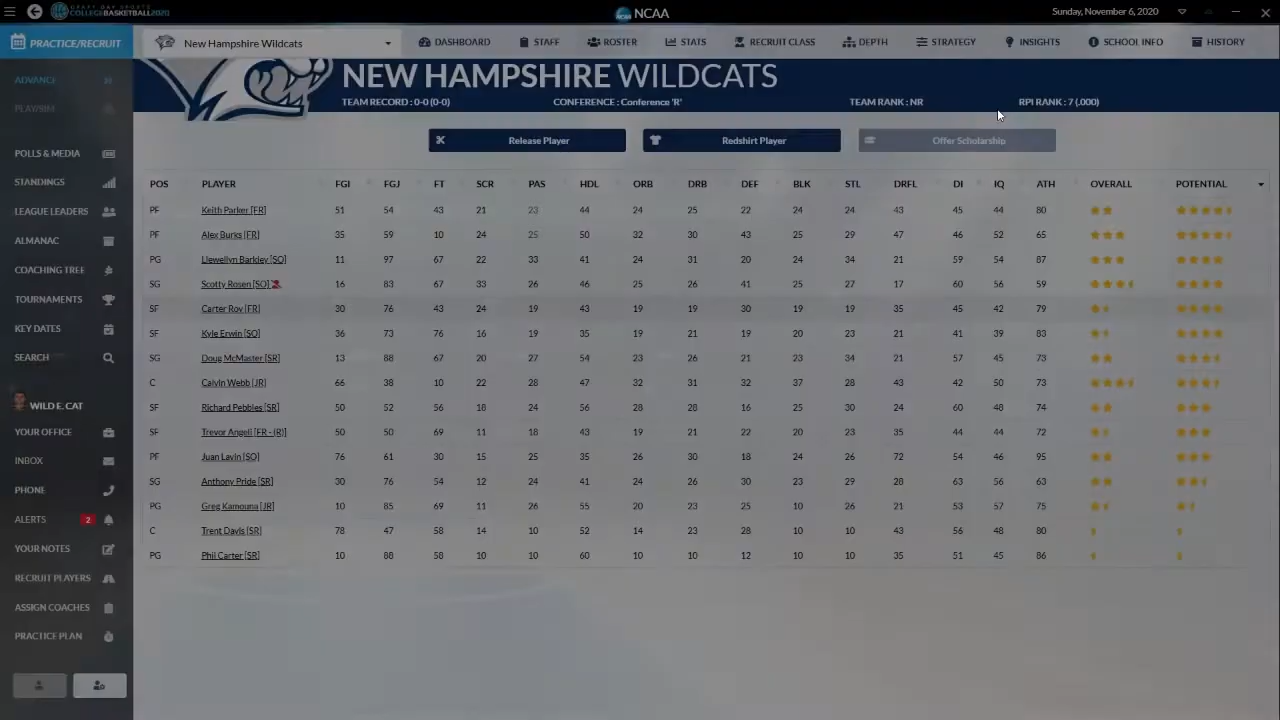 DRAFT DAY SPORTS
COLLEGE BASKETBALL 2020
NCAA
Sunday, November 6, 2020
PRACTICE/RECRUIT
New Hampshire Wildcats
DASHBOARD STAFF ROSTER STATS RECRUIT CLASS DEPTH STRATEGY INSIGHTS SCHOOL INFO HISTORY
ADVANCE
PLAY/SIM
POLLS & MEDIA
STANDINGS
LEAGUE LEADERS
ALMANAC
COACHING TREE
TOURNAMENTS
KEY DATES
SEARCH
WILD E. CAT
YOUR OFFICE
INBOX
PHONE
ALERTS 2
YOUR NOTES
RECRUIT PLAYERS
ASSIGN COACHES
PRACTICE PLAN
NEW HAMPSHIRE WILDCATS
TEAM RECORD : 0-0 (0-0) CONFERENCE : Conference 'R' TEAM RANK : NR RPI RANK : 7 (.000)
Release Player Redshirt Player Offer Scholarship
POS PLAYER FGI FGJ FT SCR PAS HDL ORB DRB DEF BLK STL DRFL DI IQ ATH OVERALL POTENTIAL
PF Keith Parker [FR] 51 54 43 21 23 44 24 25 22 24 24 43 45 44 80
PF Alex Burks [FR] 35 59 10 24 25 50 32 30 43 25 29 47 46 52 65
PG Llewellyn Barkley [SO] 11 97 67 22 33 41 24 31 20 24 34 21 59 54 87
SG Scotty Rosen [SO] 16 83 67 33 26 46 25 26 41 25 27 17 60 56 59
SF Carter Roy [FR] 30 76 43 24 19 43 19 19 30 19 19 35 45 42 79
SF Kyle Erwin [SO] 36 73 76 16 19 35 19 21 19 20 23 21 41 39 83
SG Doug McMaster [SR] 13 88 67 20 27 54 23 26 21 23 34 21 57 45 73
C Calvin Webb [JR] 66 38 10 22 28 47 32 31 32 37 28 43 42 50 73
SF Richard Pebbles [SR] 50 52 56 18 24 56 28 28 16 25 30 24 60 48 74
SF Trevor Angeli [FR - (R)] 50 50 69 11 18 43 19 21 22 20 23 35 44 44 72
PF Juan Lavin [SO] 76 61 30 15 25 35 26 30 18 24 26 72 54 46 95
SG Anthony Pride [SR] 30 76 54 12 24 41 24 26 30 23 29 28 63 56 63
PG Greg Kamouna [JR] 10 85 69 11 26 55 20 23 25 10 26 21 53 57 75
C Trent Davis [SR] 78 47 58 14 10 52 14 23 28 10 10 43 56 48 80
PG Phil Carter [SR] 10 88 58 10 10 60 10 10 12 10 10 35 51 45 86